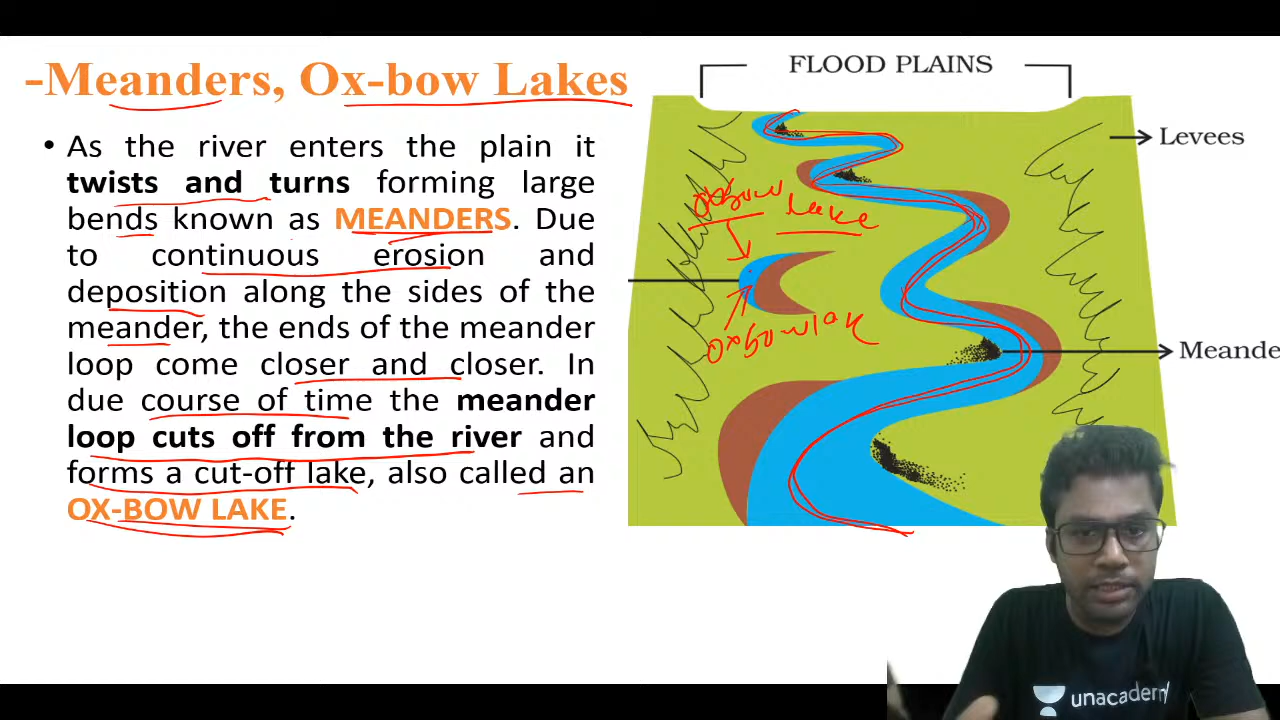 -Meanders, Ox-bow Lakes
• As the river enters the plain it
twists and turns forming large
bends known as MEANDERS. Due
to continuous erosion and
deposition along the sides of the
meander, the ends of the meander
loop come closer and closer. In
due course of time the meander
loop cuts off from the river and
forms a cut-off lake, also called an
OX-BOW LAKE.
FLOOD PLAINS
Levees
oxbow lake
oxbowlak
Meande
unacademy